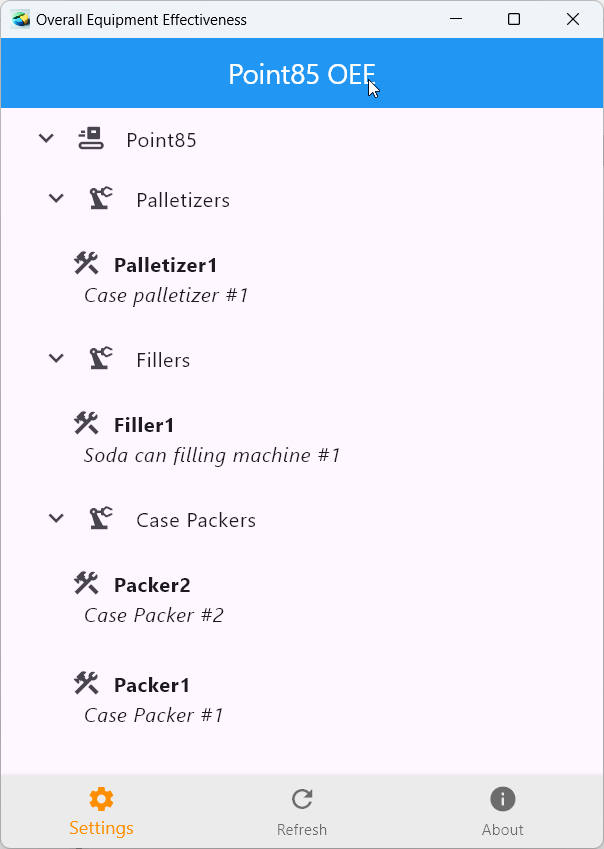 Overall Equipment Effectiveness
Point85 OEE
Point85
Palletizers
Palletizer1
Case palletizer #1
Fillers
Filler1
Soda can filling machine #1
Case Packers
Packer2
Case Packer #2
Packer1
Case Packer #1
Settings
Refresh
About